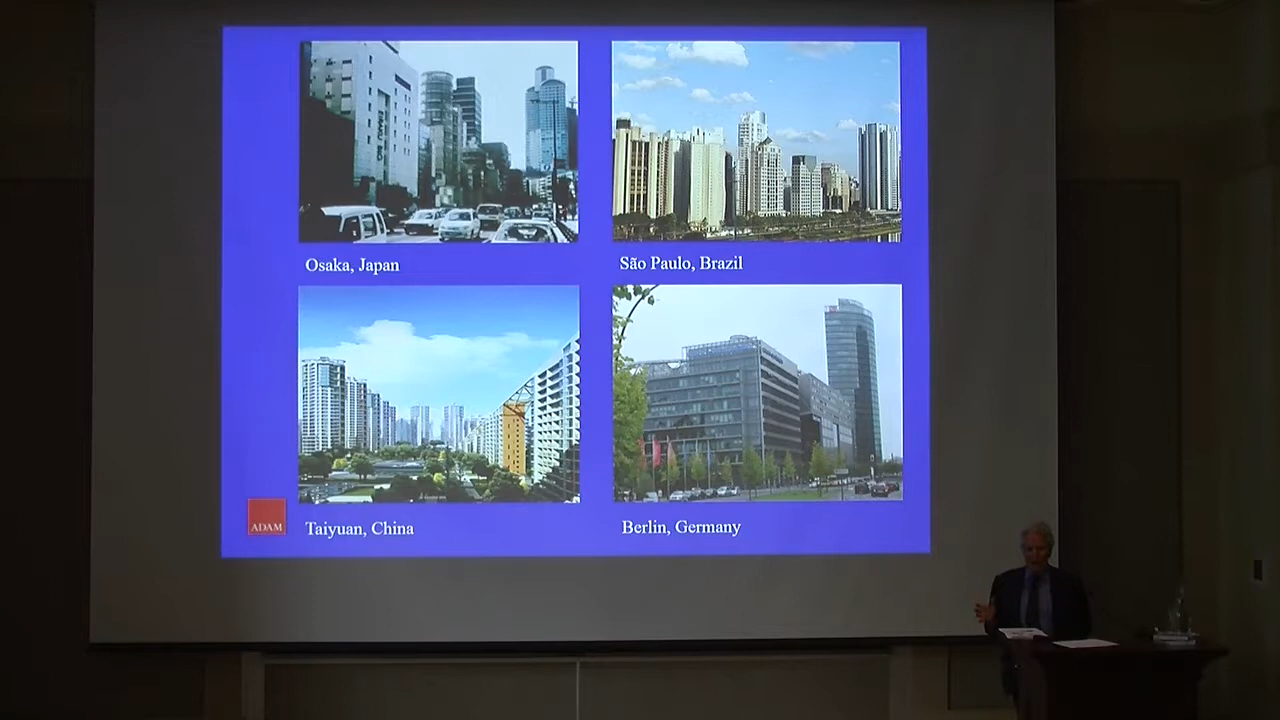 Osaka, Japan
São Paulo, Brazil
Taiyuan, China
Berlin, Germany
ADAM